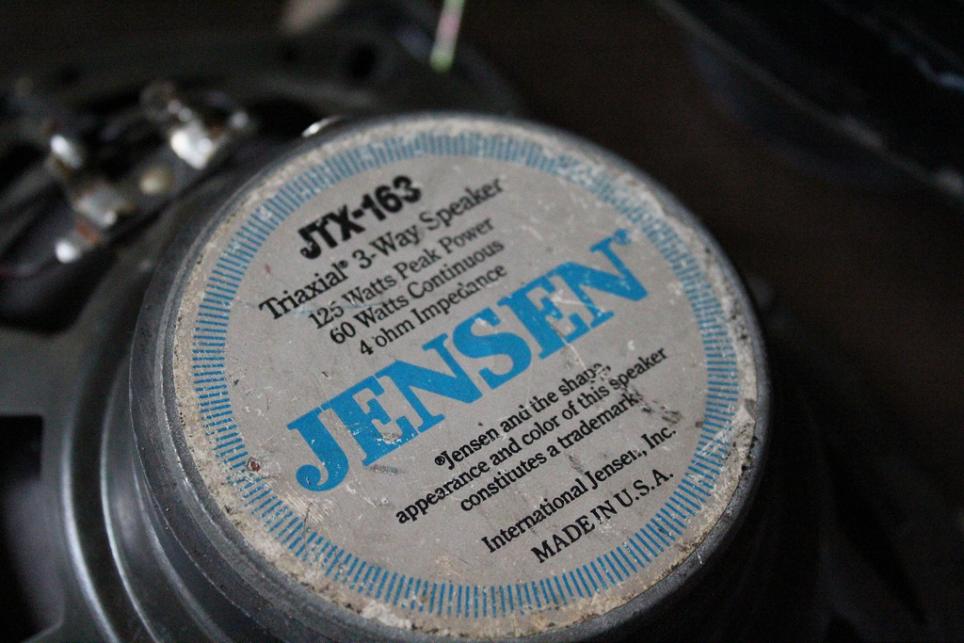 JTX-163
Triaxial® 3-Way Speaker
125 Watts Peak Power
60 Watts Continuous
4 ohm Impedance
JENSEN®
®Jensen and the shape,
appearance and color of this speaker
constitutes a trademark.
International Jensen, Inc.
MADE IN U.S.A.